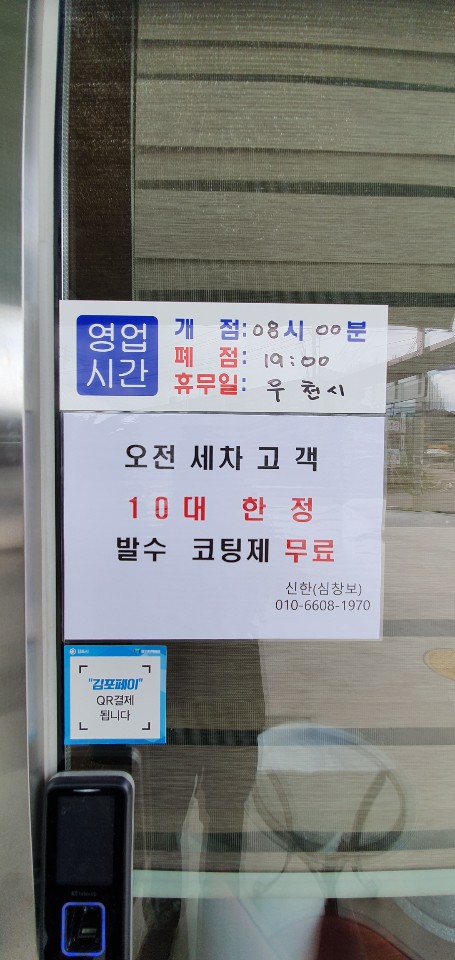 영업
시간
개 점: 08시 00분
폐 점: 19:00
휴무일: 우천시
오전 세차 고객
10대 한정
발수 코팅제 무료
신한(심창보)
010-6608-1970
"김포페이"
QR결제
됩니다